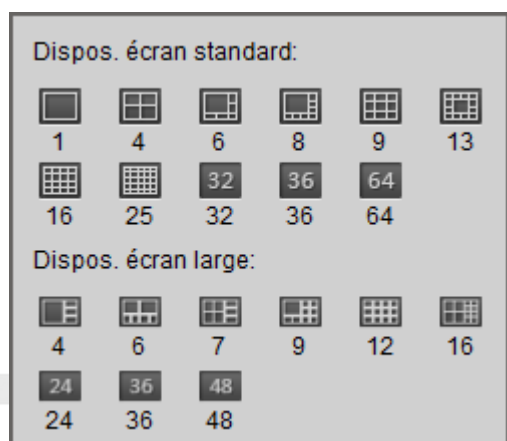 Dispos. écran standard:
1 4 6 8 9 13
32 36 64
16 25 32 36 64
Dispos. écran large:
4 6 7 9 12 16
24 36 48
24 36 48